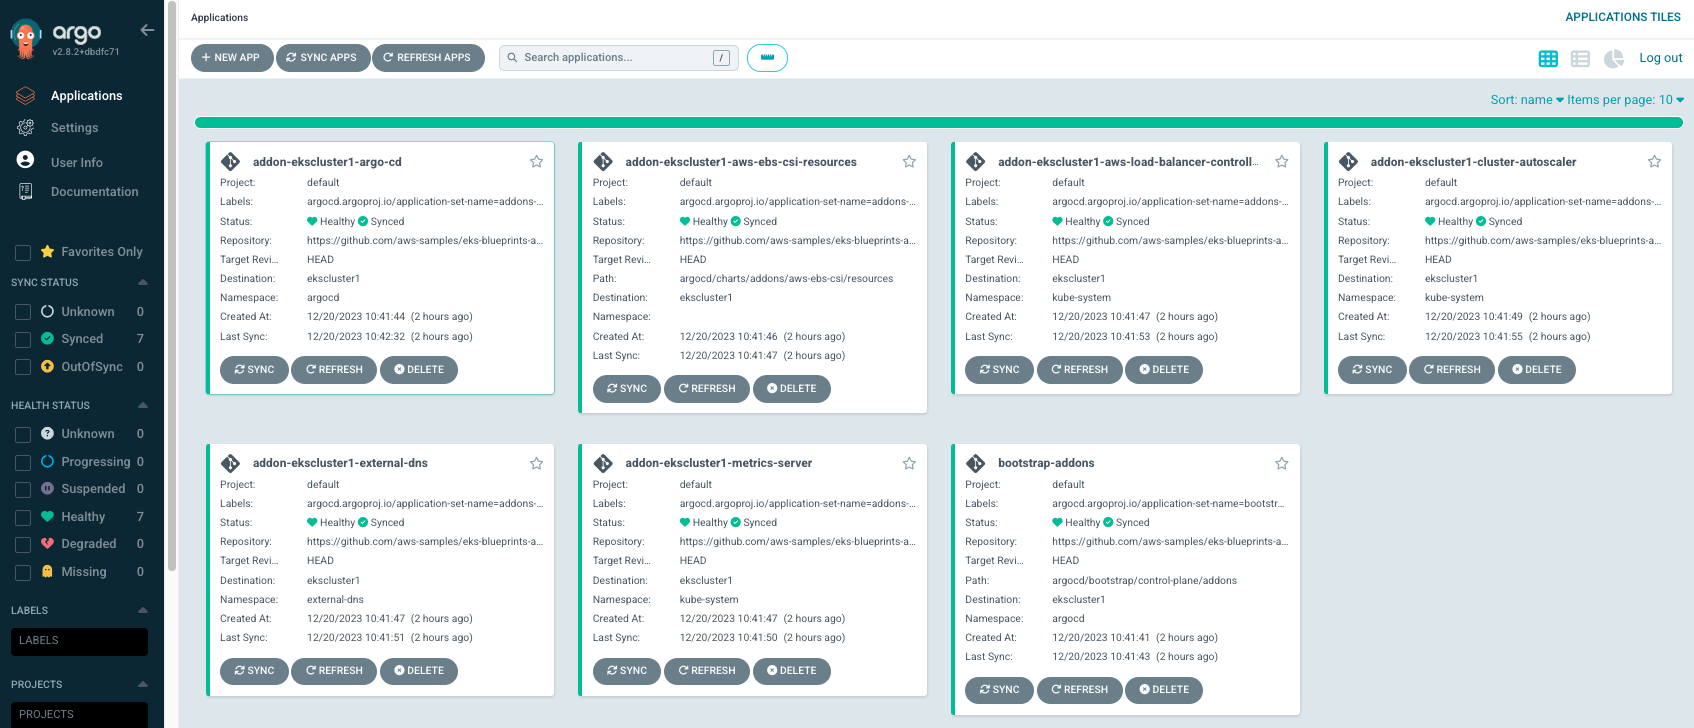 argo
v2.8.2+dbdfc71
Applications
Settings
User Info
Documentation
Favorites Only
SYNC STATUS
Unknown 0
Synced 7
OutOfSync 0
HEALTH STATUS
Unknown 0
Progressing 0
Suspended 0
Healthy 7
Degraded 0
Missing 0
LABELS
LABELS
PROJECTS
PROJECTS
Applications
APPLICATIONS TILES
+ NEW APP SYNC APPS REFRESH APPS Search applications... / Log out
Sort: name Items per page: 10
addon-ekscluster1-argo-cd
Project: default
Labels: argocd.argoproj.io/application-set-name=addons-...
Status: Healthy Synced
Repository: https://github.com/aws-samples/eks-blueprints-a...
Target Revi... HEAD
Destination: ekscluster1
Namespace: argocd
Created At: 12/20/2023 10:41:44 (2 hours ago)
Last Sync: 12/20/2023 10:42:32 (2 hours ago)
SYNC REFRESH DELETE
addon-ekscluster1-aws-ebs-csi-resources
Project: default
Labels: argocd.argoproj.io/application-set-name=addons-...
Status: Healthy Synced
Repository: https://github.com/aws-samples/eks-blueprints-a...
Target Revi... HEAD
Path: argocd/charts/addons/aws-ebs-csi/resources
Destination: ekscluster1
Namespace:
Created At: 12/20/2023 10:41:46 (2 hours ago)
Last Sync: 12/20/2023 10:41:47 (2 hours ago)
SYNC REFRESH DELETE
addon-ekscluster1-aws-load-balancer-controll...
Project: default
Labels: argocd.argoproj.io/application-set-name=addons-...
Status: Healthy Synced
Repository: https://github.com/aws-samples/eks-blueprints-a...
Target Revi... HEAD
Destination: ekscluster1
Namespace: kube-system
Created At: 12/20/2023 10:41:47 (2 hours ago)
Last Sync: 12/20/2023 10:41:53 (2 hours ago)
SYNC REFRESH DELETE
addon-ekscluster1-cluster-autoscaler
Project: default
Labels: argocd.argoproj.io/application-set-name=addons-...
Status: Healthy Synced
Repository: https://github.com/aws-samples/eks-blueprints-a...
Target Revi... HEAD
Destination: ekscluster1
Namespace: kube-system
Created At: 12/20/2023 10:41:49 (2 hours ago)
Last Sync: 12/20/2023 10:41:55 (2 hours ago)
SYNC REFRESH DELETE
addon-ekscluster1-external-dns
Project: default
Labels: argocd.argoproj.io/application-set-name=addons-...
Status: Healthy Synced
Repository: https://github.com/aws-samples/eks-blueprints-a...
Target Revi... HEAD
Destination: ekscluster1
Namespace: external-dns
Created At: 12/20/2023 10:41:47 (2 hours ago)
Last Sync: 12/20/2023 10:41:51 (2 hours ago)
SYNC REFRESH DELETE
addon-ekscluster1-metrics-server
Project: default
Labels: argocd.argoproj.io/application-set-name=addons-...
Status: Healthy Synced
Repository: https://github.com/aws-samples/eks-blueprints-a...
Target Revi... HEAD
Destination: ekscluster1
Namespace: kube-system
Created At: 12/20/2023 10:41:47 (2 hours ago)
Last Sync: 12/20/2023 10:41:50 (2 hours ago)
SYNC REFRESH DELETE
bootstrap-addons
Project: default
Labels: argocd.argoproj.io/application-set-name=bootstr...
Status: Healthy Synced
Repository: https://github.com/aws-samples/eks-blueprints-a...
Target Revi... HEAD
Path: argocd/bootstrap/control-plane/addons
Destination: ekscluster1
Namespace: argocd
Created At: 12/20/2023 10:41:41 (2 hours ago)
Last Sync: 12/20/2023 10:41:43 (2 hours ago)
SYNC REFRESH DELETE